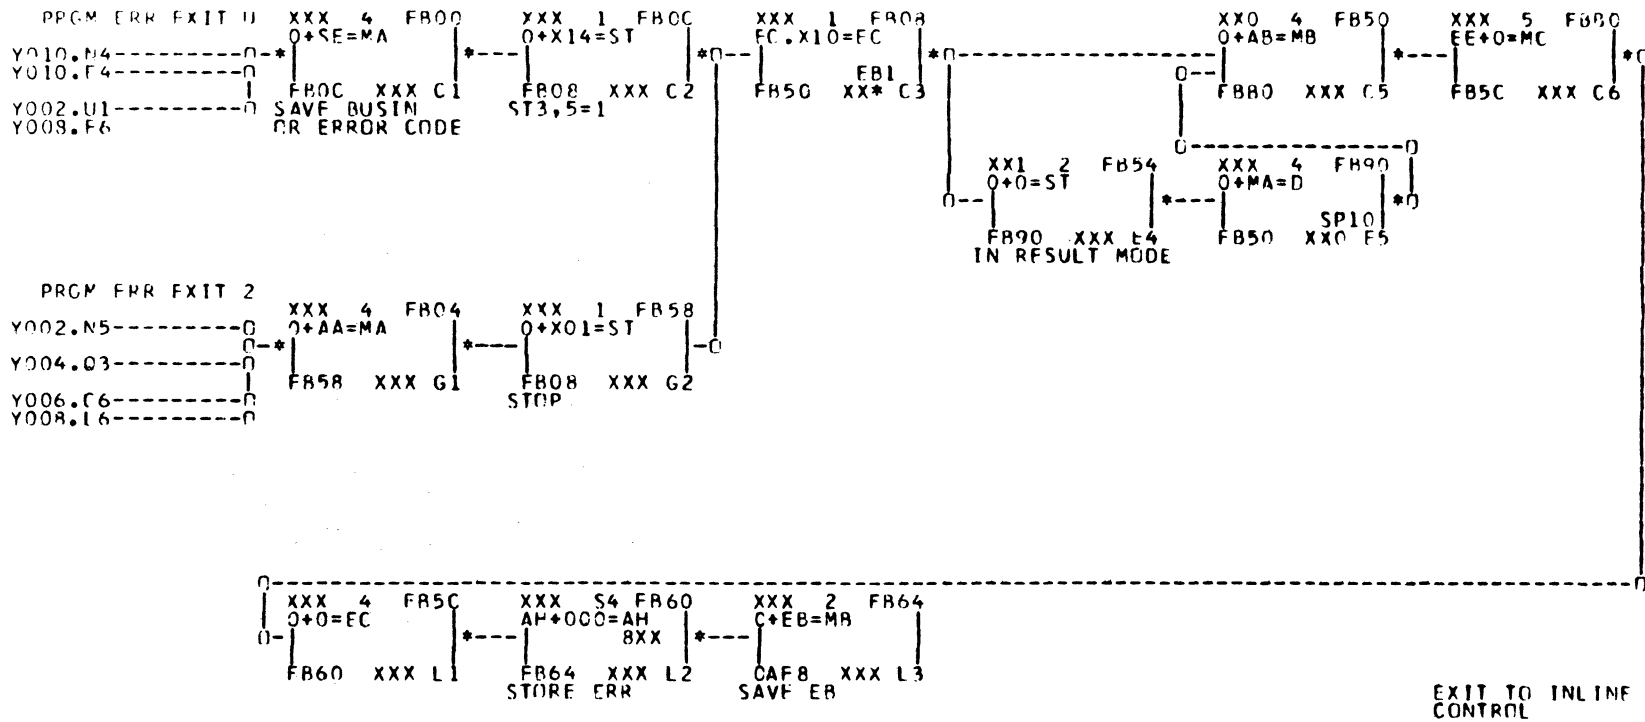 PRGM ERR EXIT 0
XXX 4 FB00
XXX 1 FB0C
XXX 1 FB08
XX0 4 FB50
XXX 5 FBB0
0+SE=MA
0+X14=ST
EC.X10=EC
0+AB=MB
EE+0=MC
Y010.N4
Y010.F4
EB1
FB0C XXX C1
FB08 XXX C2
FB50 XX* C3
FBB0 XXX C5
FB5C XXX C6
Y002.U1
SAVE BUSIN
ST3,5=1
Y008.F6
OR ERROR CODE
XX1 2 FB54
XXX 4 FB90
0+0=ST
0+MA=D
SP10
FB90 XXX E4
FB50 XX0 E5
IN RESULT MODE
PRGM ERR EXIT 2
XXX 4 FB04
XXX 1 FB58
Y002.N5
0+AA=MA
0+X01=ST
Y004.Q3
FB58 XXX G1
FB08 XXX G2
Y006.C6
STOP
Y008.L6
XXX 4 FB5C
XXX S4 FB60
XXX 2 FB64
0+0=EC
AH+000=AH
C+EB=MB
8XX
FB60 XXX L1
FB64 XXX L2
CAF8 XXX L3
STORE ERR
SAVE EB
EXIT TO INLINE
CONTROL